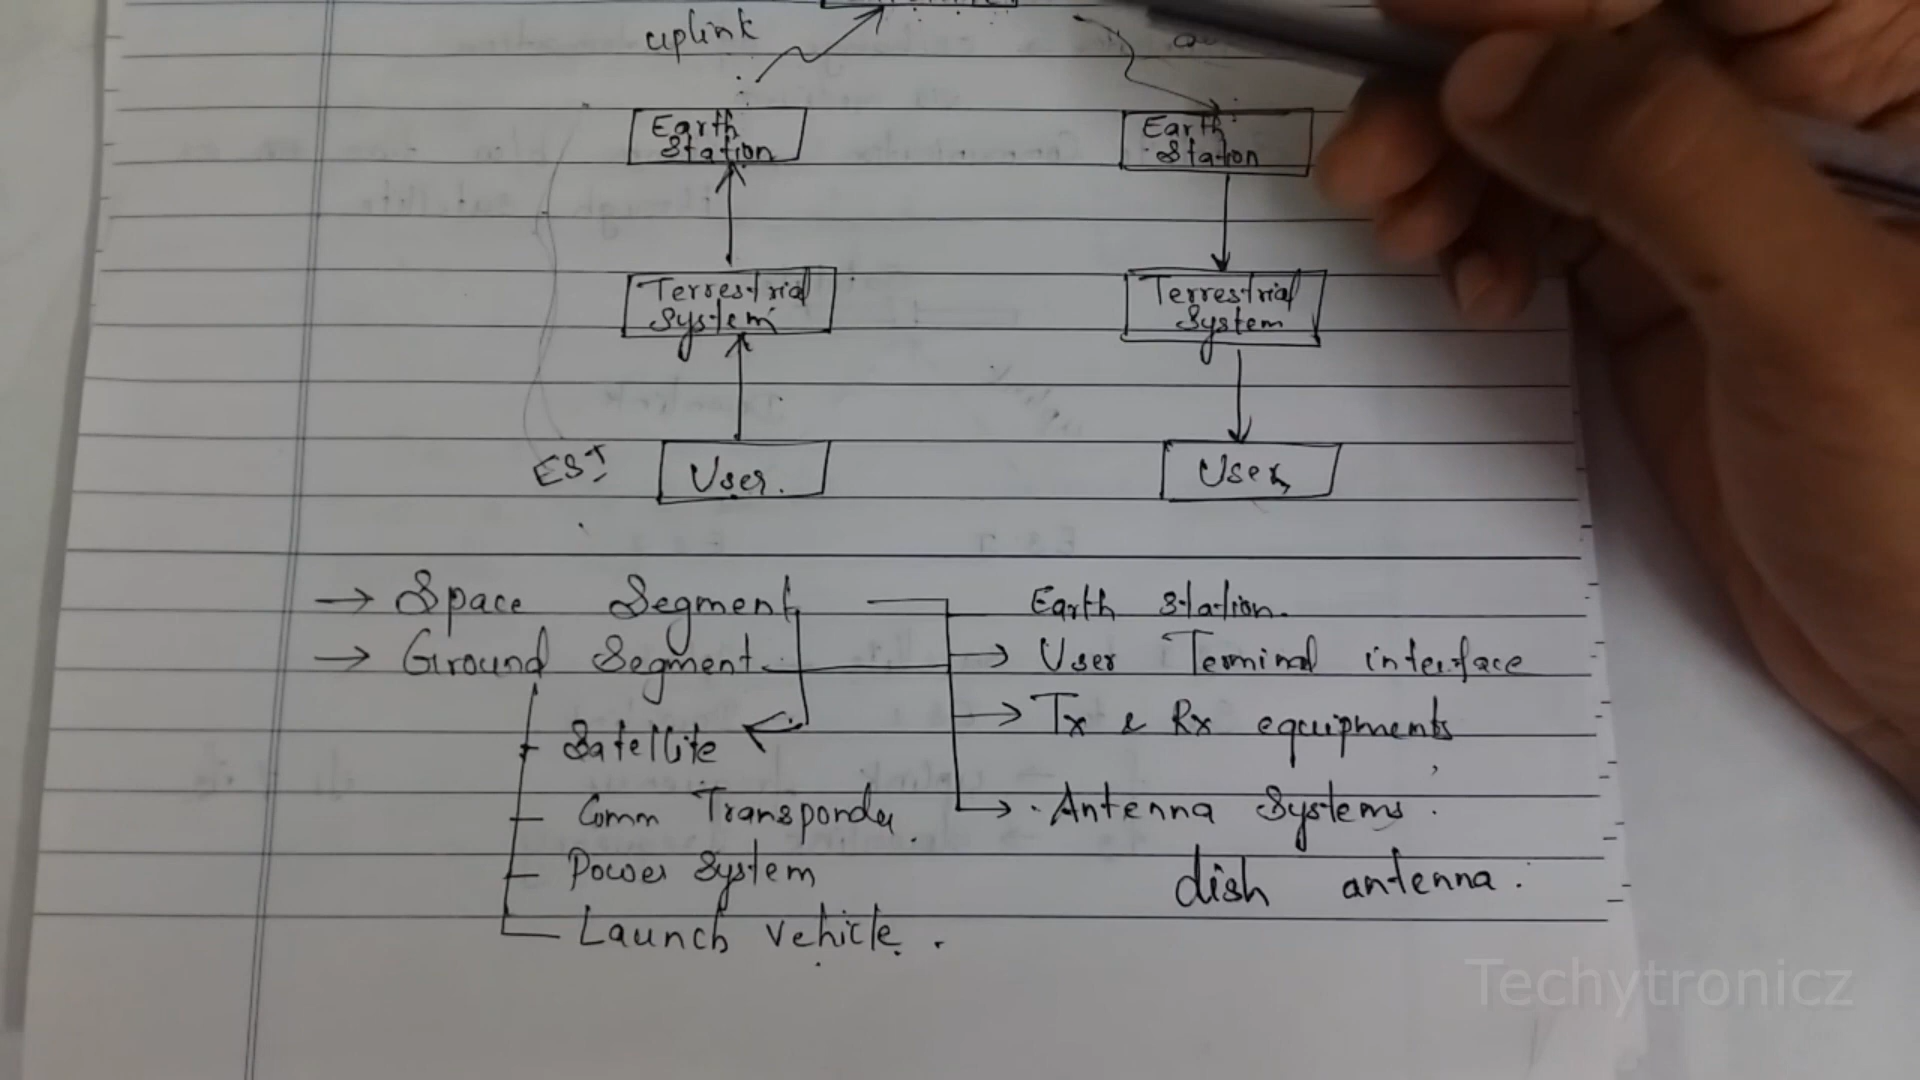 uplink
Earth Station
Earth Station
Terrestrial System
Terrestrial System
EST
User.
User
→ Space Segment
Earth Station.
→ Ground Segment.
→ User Terminal interface
→ Tx & Rx equipments
Satellite
Comm Transponder.
→ Antenna Systems.
Power System
dish antenna.
Launch vehicle.
Techytronicz